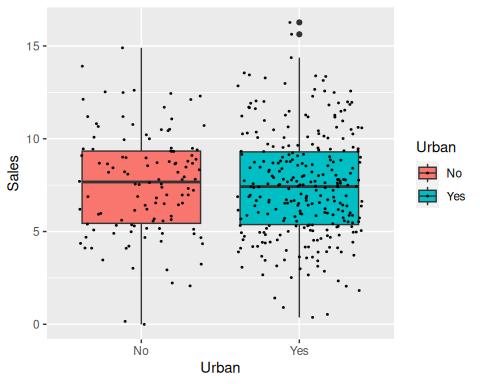 Sales
15
10
5
0
No
Yes
Urban
Urban
No
Yes